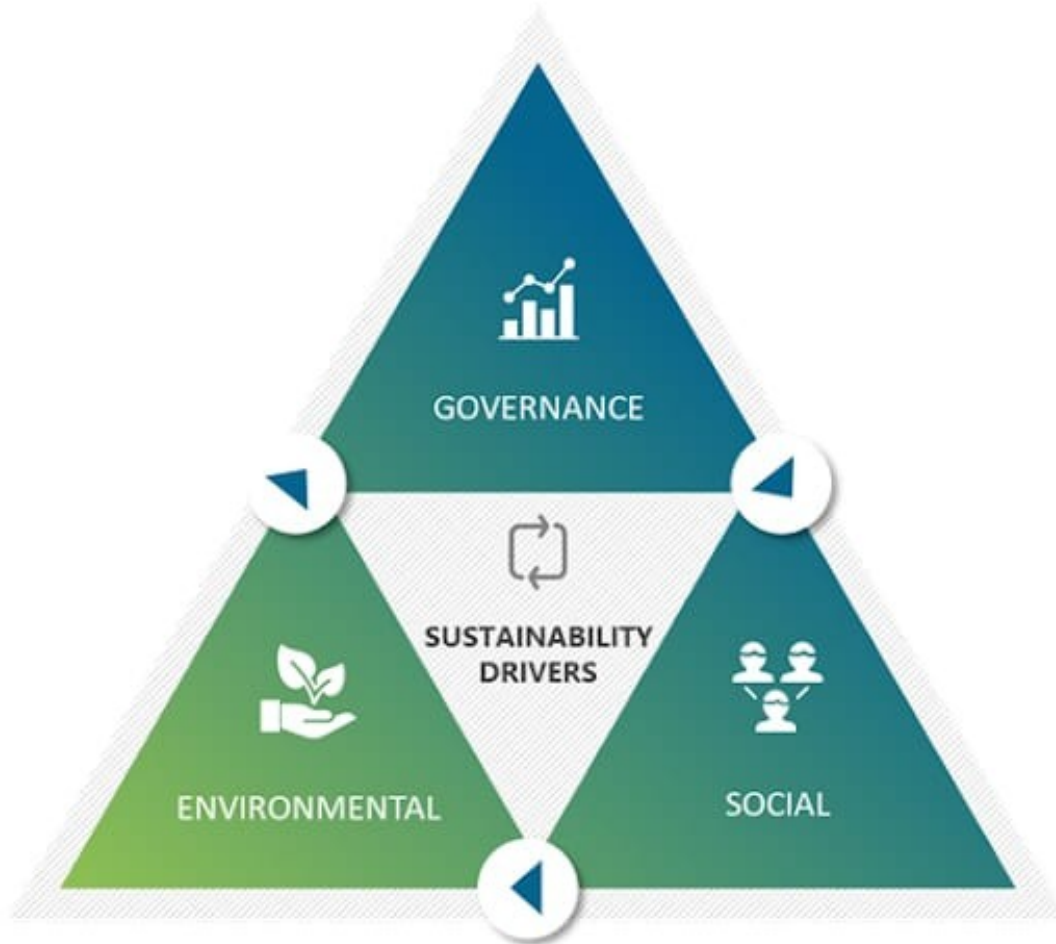 GOVERNANCE
SUSTAINABILITY
DRIVERS
ENVIRONMENTAL
SOCIAL